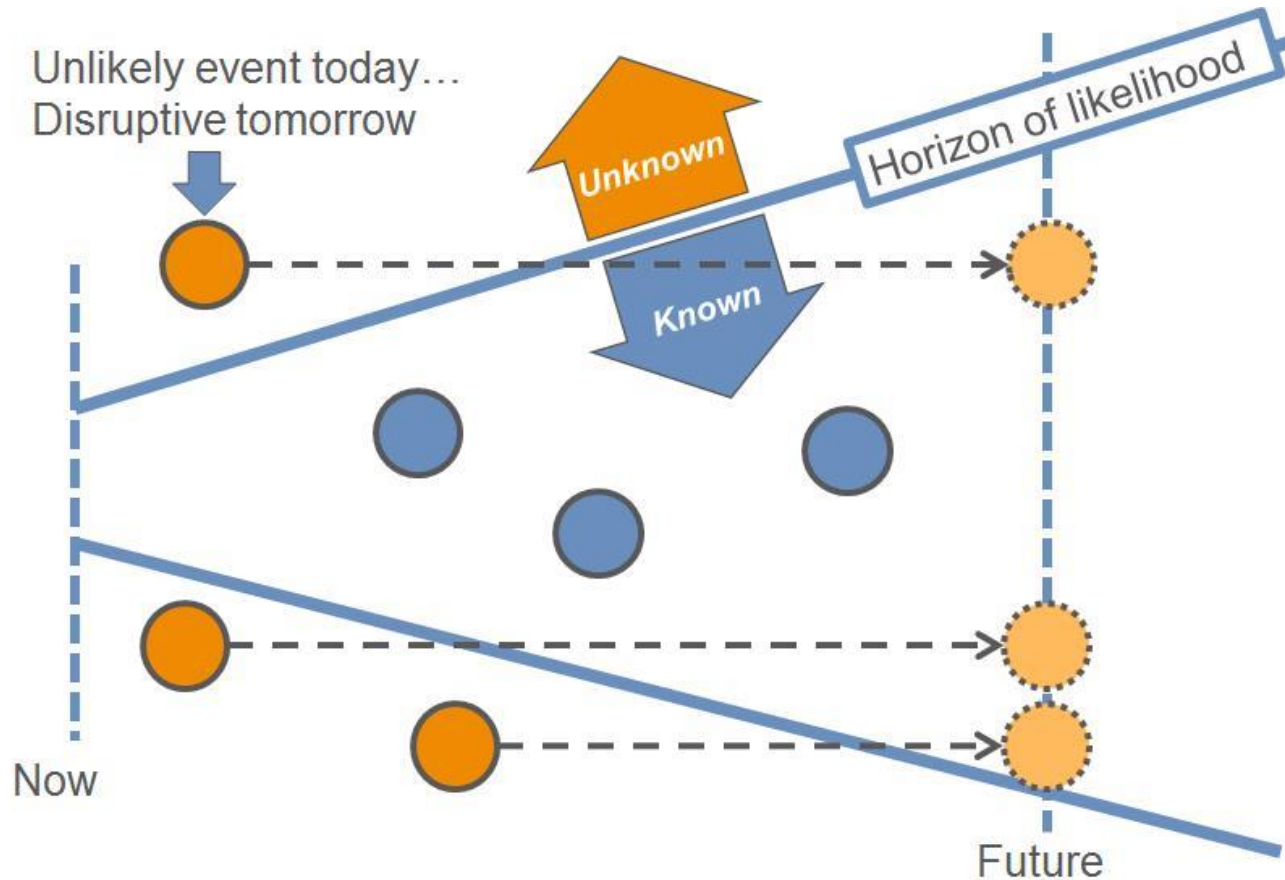 Unlikely event today…
Disruptive tomorrow
Unknown
Horizon of likelihood
Known
Now
Future